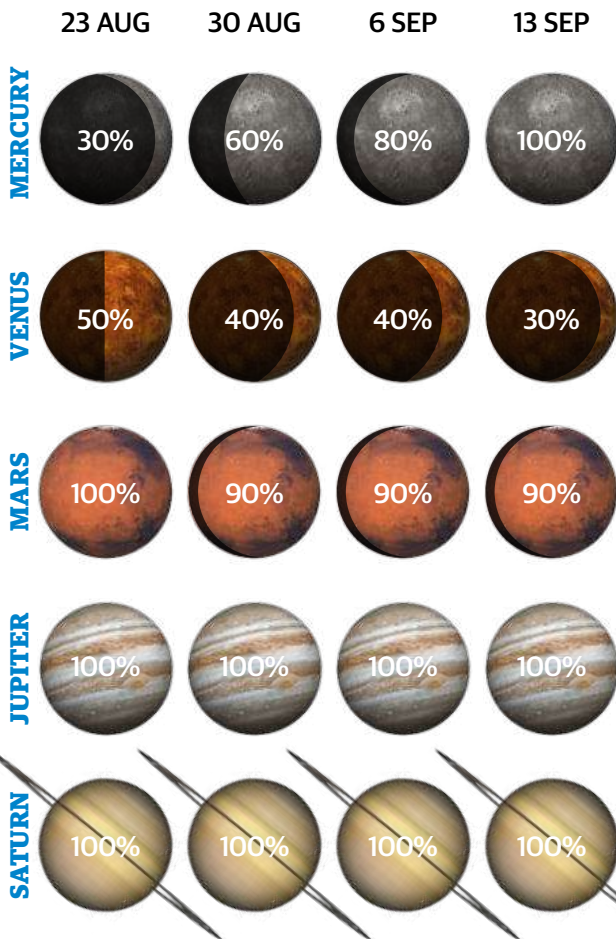 23 AUG 30 AUG 6 SEP 13 SEP
MERCURY 30% 60% 80% 100%
VENUS 50% 40% 40% 30%
MARS 100% 90% 90% 90%
JUPITER 100% 100% 100% 100%
SATURN 100% 100% 100% 100%